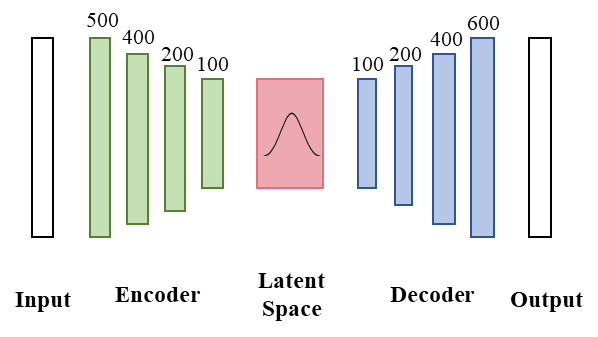 500
400
200
100
100
200
400
600
Input
Encoder
Latent
Space
Decoder
Output